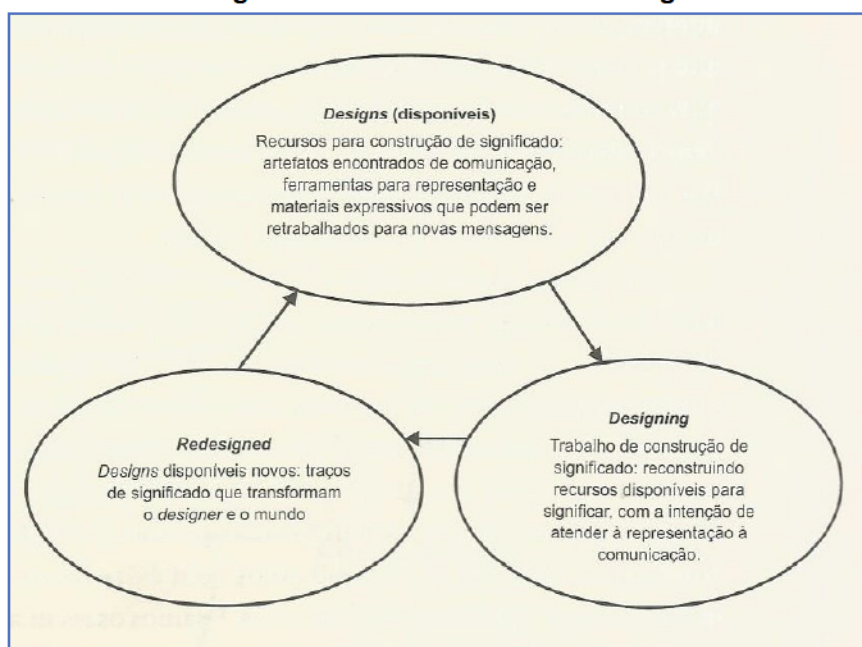 Designs (disponíveis)
Recursos para construção de significado:
artefatos encontrados de comunicação,
ferramentas para representação e
materiais expressivos que podem ser
retrabalhados para novas mensagens.
Redesigned
Designs disponíveis novos: traços
de significado que transformam
o designer e o mundo
Designing
Trabalho de construção de
significado: reconstruindo
recursos disponíveis para
significar, com a intenção de
atender à representação à
comunicação.